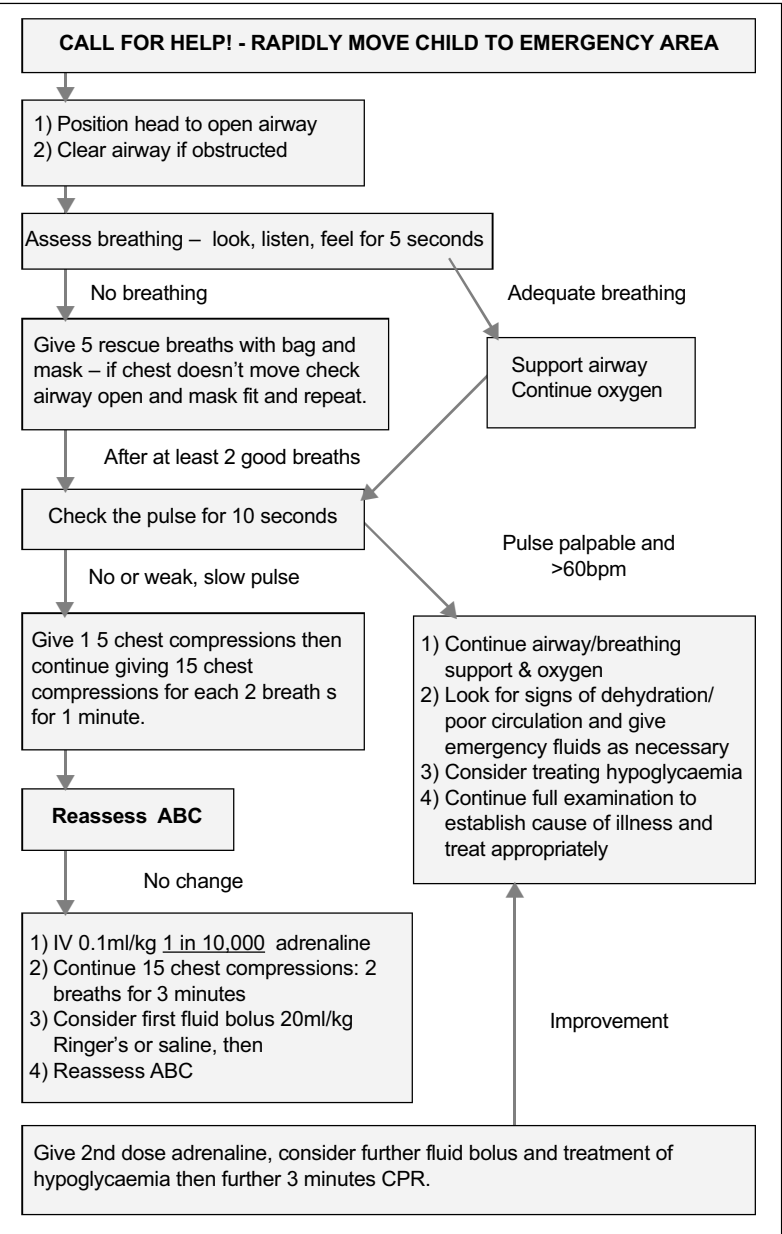 CALL FOR HELP! - RAPIDLY MOVE CHILD TO EMERGENCY AREA
1) Position head to open airway
2) Clear airway if obstructed
Assess breathing – look, listen, feel for 5 seconds
No breathing
Adequate breathing
Give 5 rescue breaths with bag and
mask – if chest doesn't move check
airway open and mask fit and repeat.
Support airway
Continue oxygen
After at least 2 good breaths
Check the pulse for 10 seconds
Pulse palpable and
>60bpm
No or weak, slow pulse
Give 1 5 chest compressions then
continue giving 15 chest
compressions for each 2 breath s
for 1 minute.
1) Continue airway/breathing
support & oxygen
2) Look for signs of dehydration/
poor circulation and give
emergency fluids as necessary
3) Consider treating hypoglycaemia
4) Continue full examination to
establish cause of illness and
treat appropriately
Reassess ABC
No change
1) IV 0.1ml/kg 1 in 10,000 adrenaline
2) Continue 15 chest compressions: 2
breaths for 3 minutes
3) Consider first fluid bolus 20ml/kg
Ringer's or saline, then
4) Reassess ABC
Improvement
Give 2nd dose adrenaline, consider further fluid bolus and treatment of
hypoglycaemia then further 3 minutes CPR.